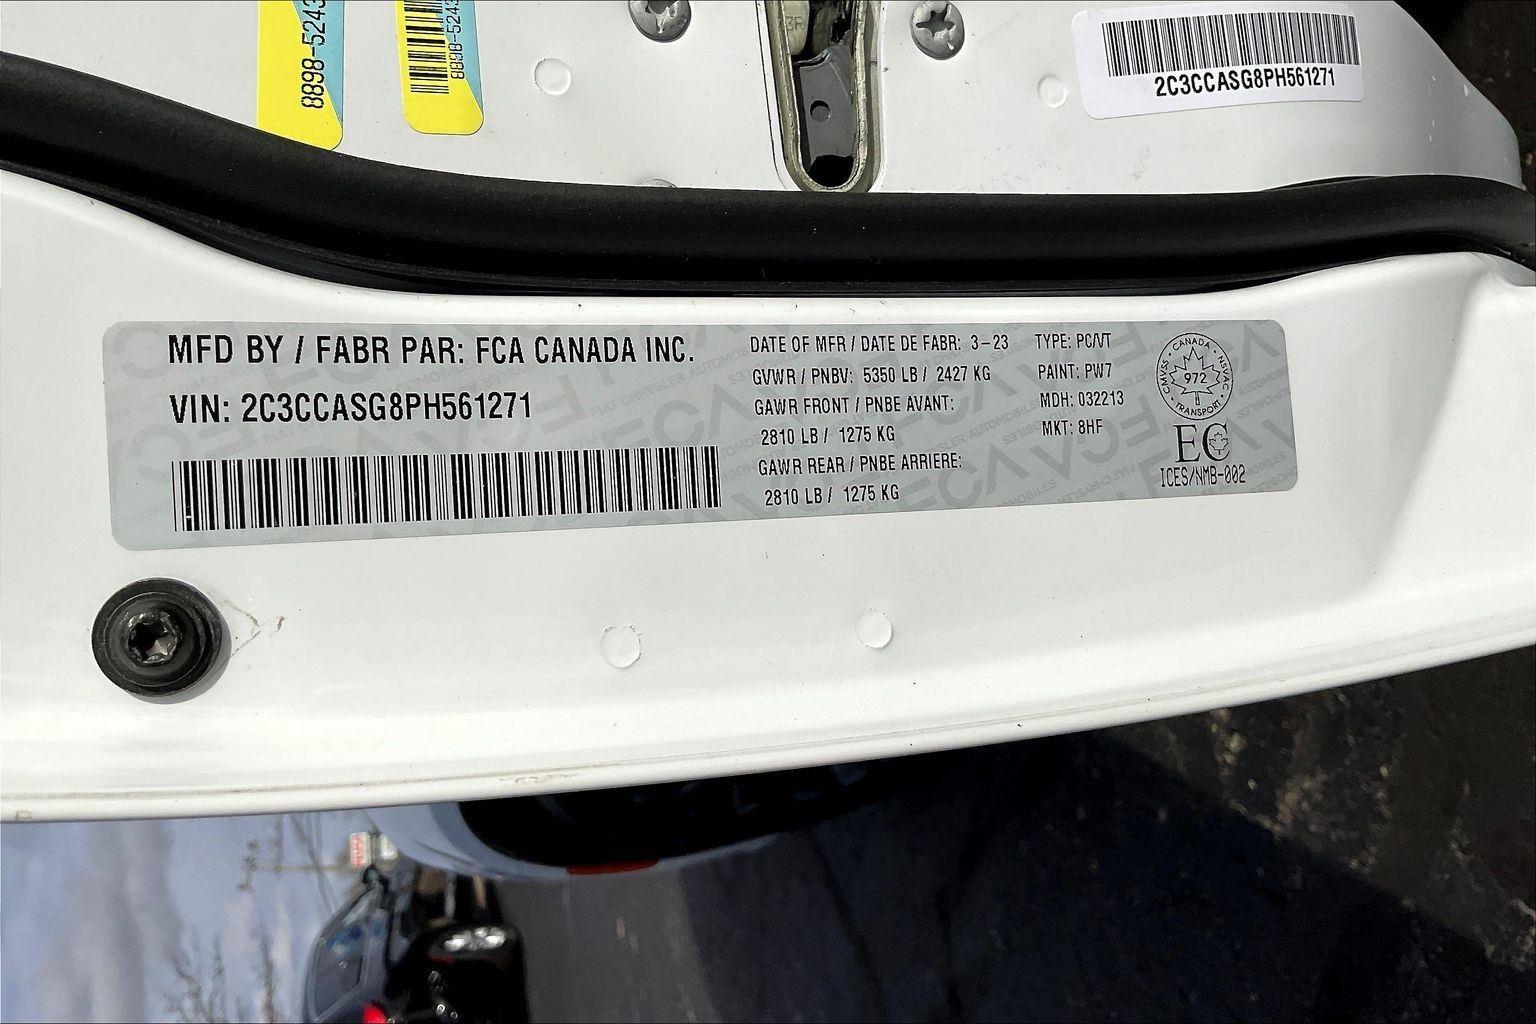 8898-5243
8898-5243
3R
2C3CCASG8PH561271
MFD BY / FABR PAR: FCA CANADA INC.
VIN: 2C3CCASG8PH561271
DATE OF MFR / DATE DE FABR: 3-23
GVWR / PNBV: 5350 LB / 2427 KG
GAWR FRONT / PNBE AVANT:
2810 LB / 1275 KG
GAWR REAR / PNBE ARRIERE:
2810 LB / 1275 KG
TYPE: PC/VT
PAINT: PW7
MDH: 032213
MKT: 8HF
CANADA
CMVSS · NSVAC
972
TRANSPORT
EC
ICES/NMB-002